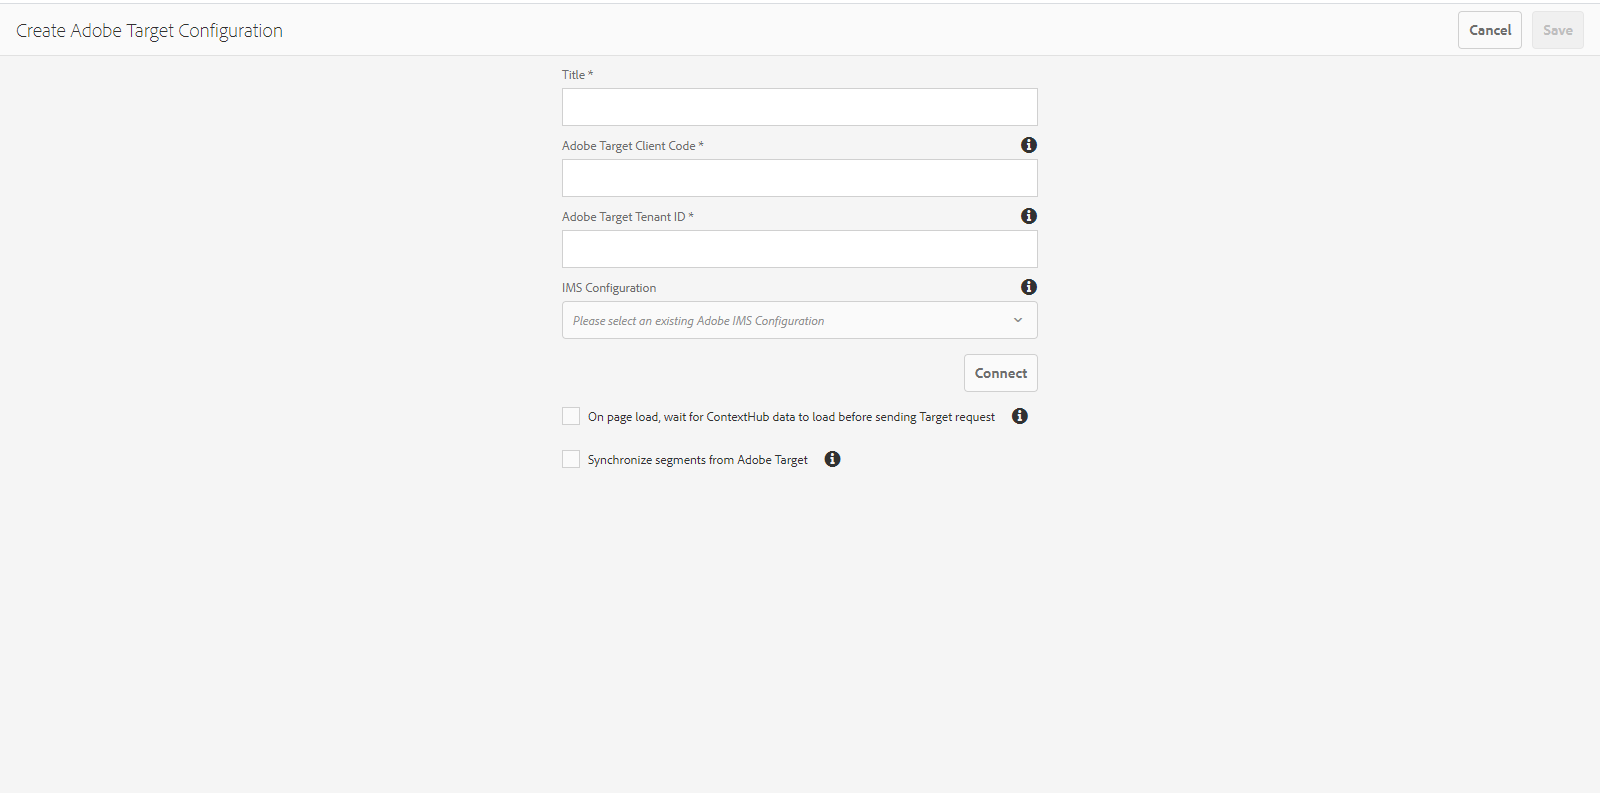 Create Adobe Target Configuration
Cancel
Save
Title *
Adobe Target Client Code *
Adobe Target Tenant ID *
IMS Configuration
Please select an existing Adobe IMS Configuration
Connect
On page load, wait for ContextHub data to load before sending Target request
Synchronize segments from Adobe Target